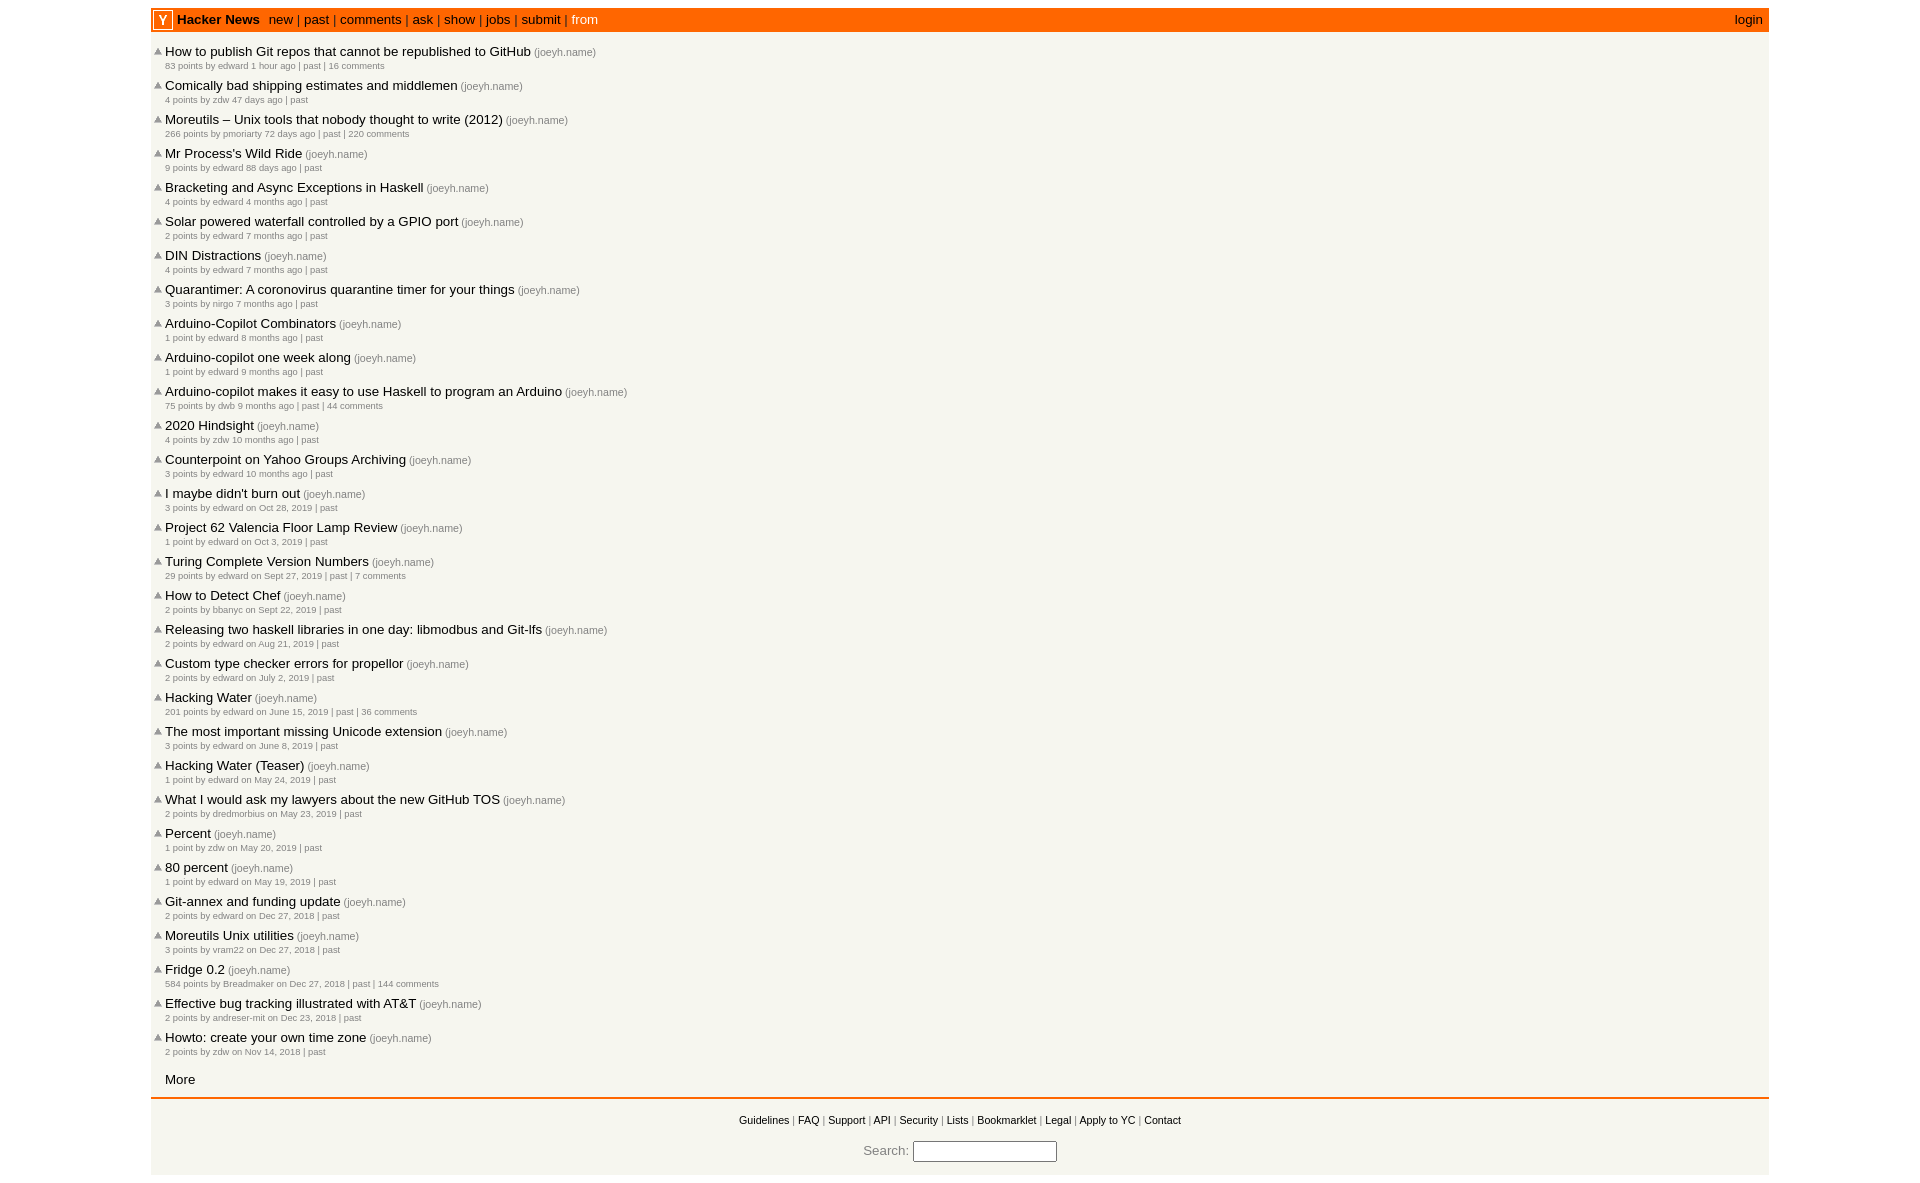 Y Hacker News new | past | comments | ask | show | jobs | submit | from login
How to publish Git repos that cannot be republished to GitHub (joeyh.name)
83 points by edward 1 hour ago | past | 16 comments
Comically bad shipping estimates and middlemen (joeyh.name)
4 points by zdw 47 days ago | past
Moreutils – Unix tools that nobody thought to write (2012) (joeyh.name)
266 points by pmoriarty 72 days ago | past | 220 comments
Mr Process's Wild Ride (joeyh.name)
9 points by edward 88 days ago | past
Bracketing and Async Exceptions in Haskell (joeyh.name)
4 points by edward 4 months ago | past
Solar powered waterfall controlled by a GPIO port (joeyh.name)
2 points by edward 7 months ago | past
DIN Distractions (joeyh.name)
4 points by edward 7 months ago | past
Quarantimer: A coronovirus quarantine timer for your things (joeyh.name)
3 points by nirgo 7 months ago | past
Arduino-Copilot Combinators (joeyh.name)
1 point by edward 8 months ago | past
Arduino-copilot one week along (joeyh.name)
1 point by edward 9 months ago | past
Arduino-copilot makes it easy to use Haskell to program an Arduino (joeyh.name)
75 points by dwb 9 months ago | past | 44 comments
2020 Hindsight (joeyh.name)
4 points by zdw 10 months ago | past
Counterpoint on Yahoo Groups Archiving (joeyh.name)
3 points by edward 10 months ago | past
I maybe didn't burn out (joeyh.name)
3 points by edward on Oct 28, 2019 | past
Project 62 Valencia Floor Lamp Review (joeyh.name)
1 point by edward on Oct 3, 2019 | past
Turing Complete Version Numbers (joeyh.name)
29 points by edward on Sept 27, 2019 | past | 7 comments
How to Detect Chef (joeyh.name)
2 points by bbanyc on Sept 22, 2019 | past
Releasing two haskell libraries in one day: libmodbus and Git-lfs (joeyh.name)
2 points by edward on Aug 21, 2019 | past
Custom type checker errors for propellor (joeyh.name)
2 points by edward on July 2, 2019 | past
Hacking Water (joeyh.name)
201 points by edward on June 15, 2019 | past | 36 comments
The most important missing Unicode extension (joeyh.name)
3 points by edward on June 8, 2019 | past
Hacking Water (Teaser) (joeyh.name)
1 point by edward on May 24, 2019 | past
What I would ask my lawyers about the new GitHub TOS (joeyh.name)
2 points by dredmorbius on May 23, 2019 | past
Percent (joeyh.name)
1 point by zdw on May 20, 2019 | past
80 percent (joeyh.name)
1 point by edward on May 19, 2019 | past
Git-annex and funding update (joeyh.name)
2 points by edward on Dec 27, 2018 | past
Moreutils Unix utilities (joeyh.name)
3 points by vram22 on Dec 27, 2018 | past
Fridge 0.2 (joeyh.name)
584 points by Breadmaker on Dec 27, 2018 | past | 144 comments
Effective bug tracking illustrated with AT&T (joeyh.name)
2 points by andreser-mit on Dec 23, 2018 | past
Howto: create your own time zone (joeyh.name)
2 points by zdw on Nov 14, 2018 | past
More
Guidelines | FAQ | Support | API | Security | Lists | Bookmarklet | Legal | Apply to YC | Contact
Search: